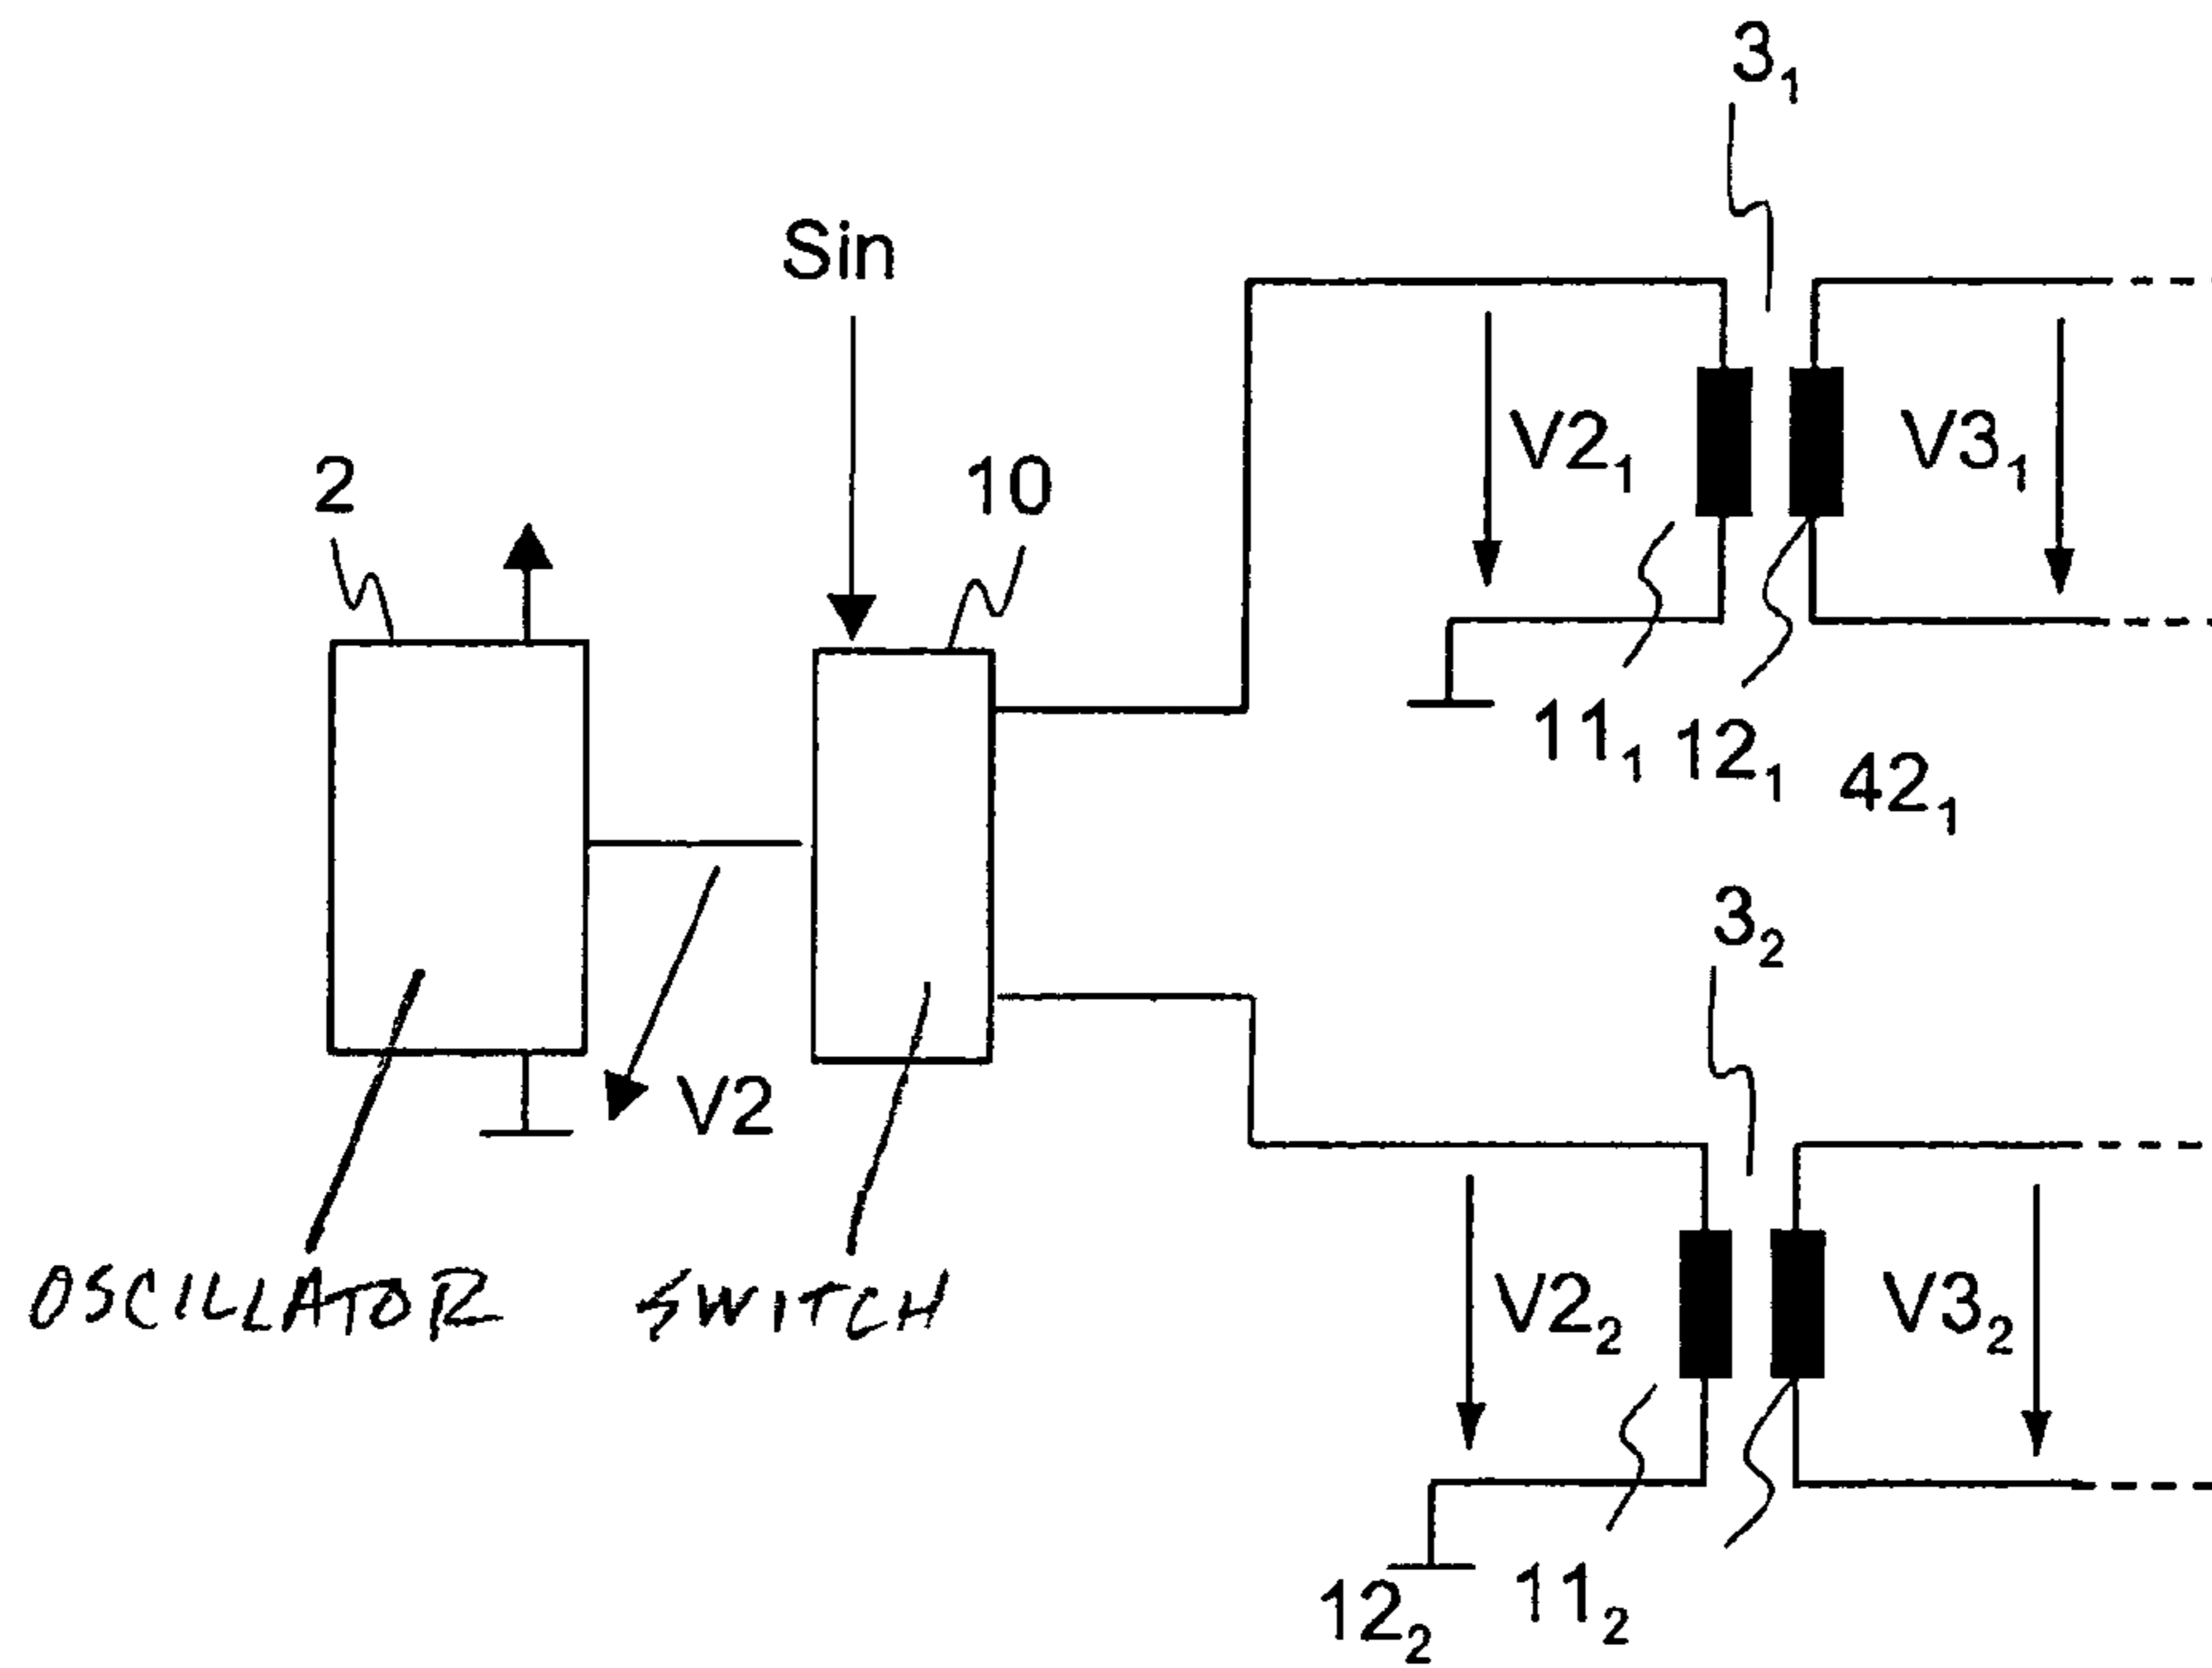 3₁
Sin
2
10
V2₁
V3₁
11₁
12₁
42₁
3₂
V2
OSCILLATOR
SWITCH
V2₂
V3₂
12₂
11₂